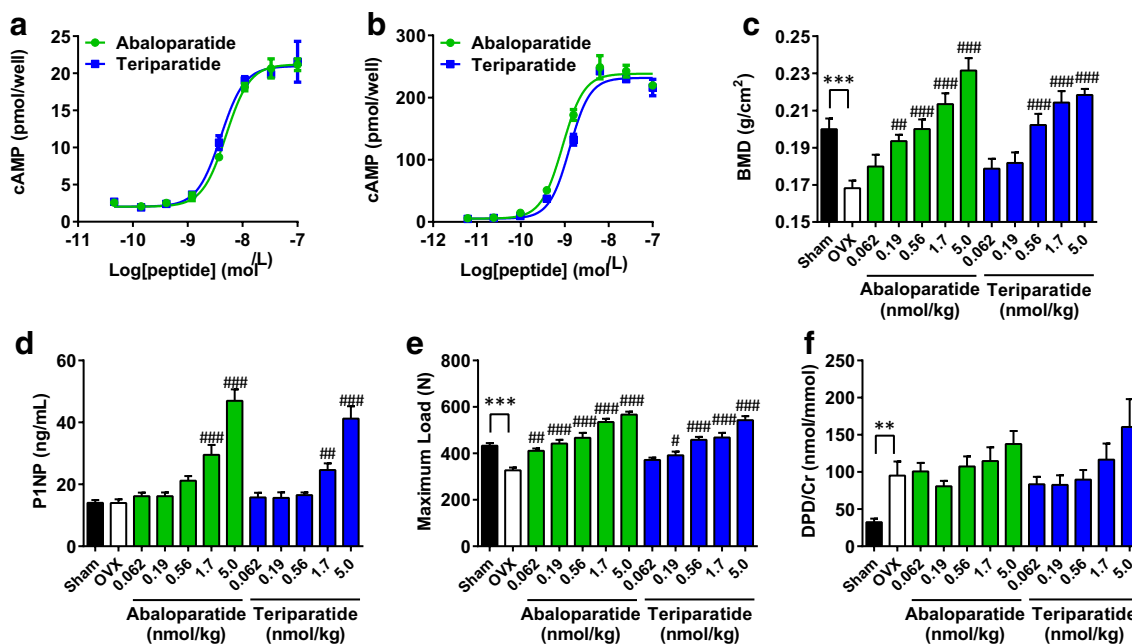 a
Abaloparatide
Teriparatide
cAMP (pmol/well)
25
20
15
10
5
0
-11 -10 -9 -8 -7
Log[peptide] (mol/L)
b
Abaloparatide
Teriparatide
cAMP (pmol/well)
300
200
100
0
-12 -11 -10 -9 -8 -7
Log[peptide] (mol/L)
c
BMD (g/cm2)
0.25
0.23
0.21
0.19
0.17
0.15
*** ## ### ### ### ### ### ###
Sham OVX 0.062 0.19 0.56 1.7 5.0 0.062 0.19 0.56 1.7 5.0
Abaloparatide Teriparatide
(nmol/kg) (nmol/kg)
d
P1NP (ng/mL)
60
40
20
0
### ### ## ###
Sham OVX 0.062 0.19 0.56 1.7 5.0 0.062 0.19 0.56 1.7 5.0
Abaloparatide Teriparatide
(nmol/kg) (nmol/kg)
e
Maximum Load (N)
800
600
400
200
0
*** ## ### ### ### ### # ### ### ###
Sham OVX 0.062 0.19 0.56 1.7 5.0 0.062 0.19 0.56 1.7 5.0
Abaloparatide Teriparatide
(nmol/kg) (nmol/kg)
f
DPD/Cr (nmol/mmol)
250
200
150
100
50
0
**
Sham OVX 0.062 0.19 0.56 1.7 5.0 0.062 0.19 0.56 1.7 5.0
Abaloparatide Teriparatide
(nmol/kg) (nmol/kg)